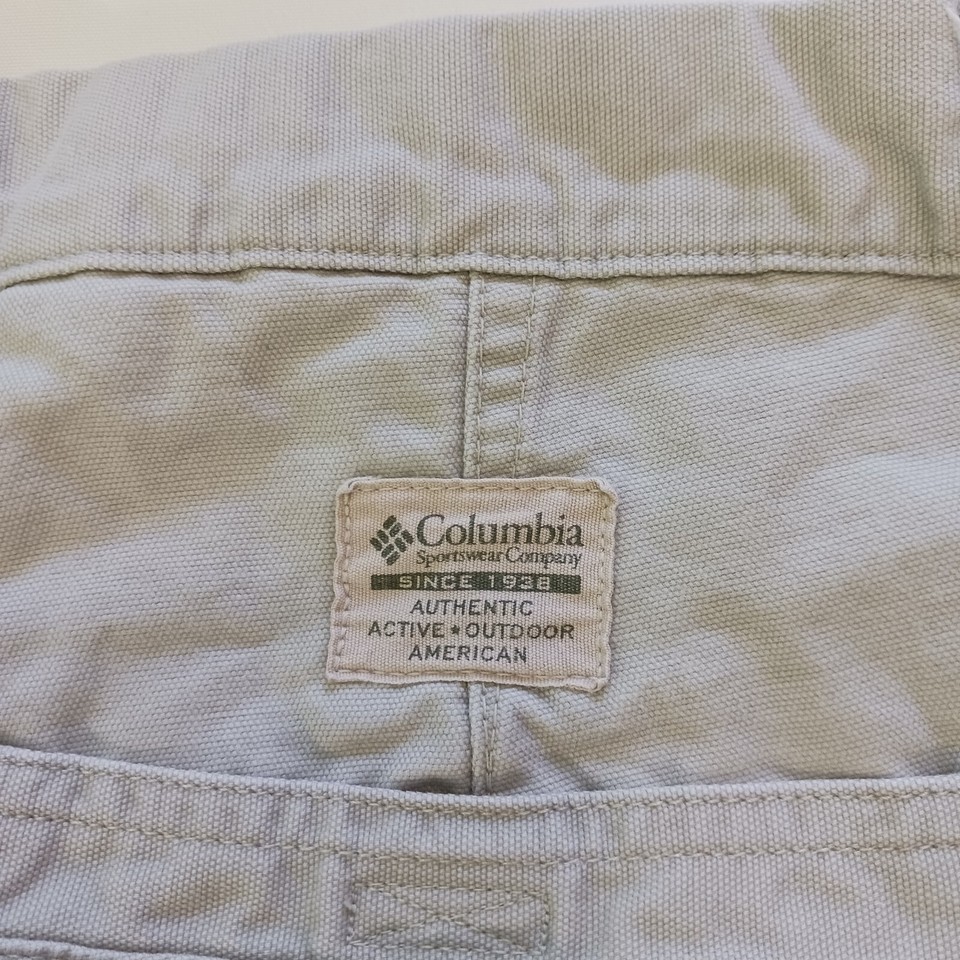 Columbia
Sportswear Company
SINCE 1938
AUTHENTIC
ACTIVE★OUTDOOR
AMERICAN